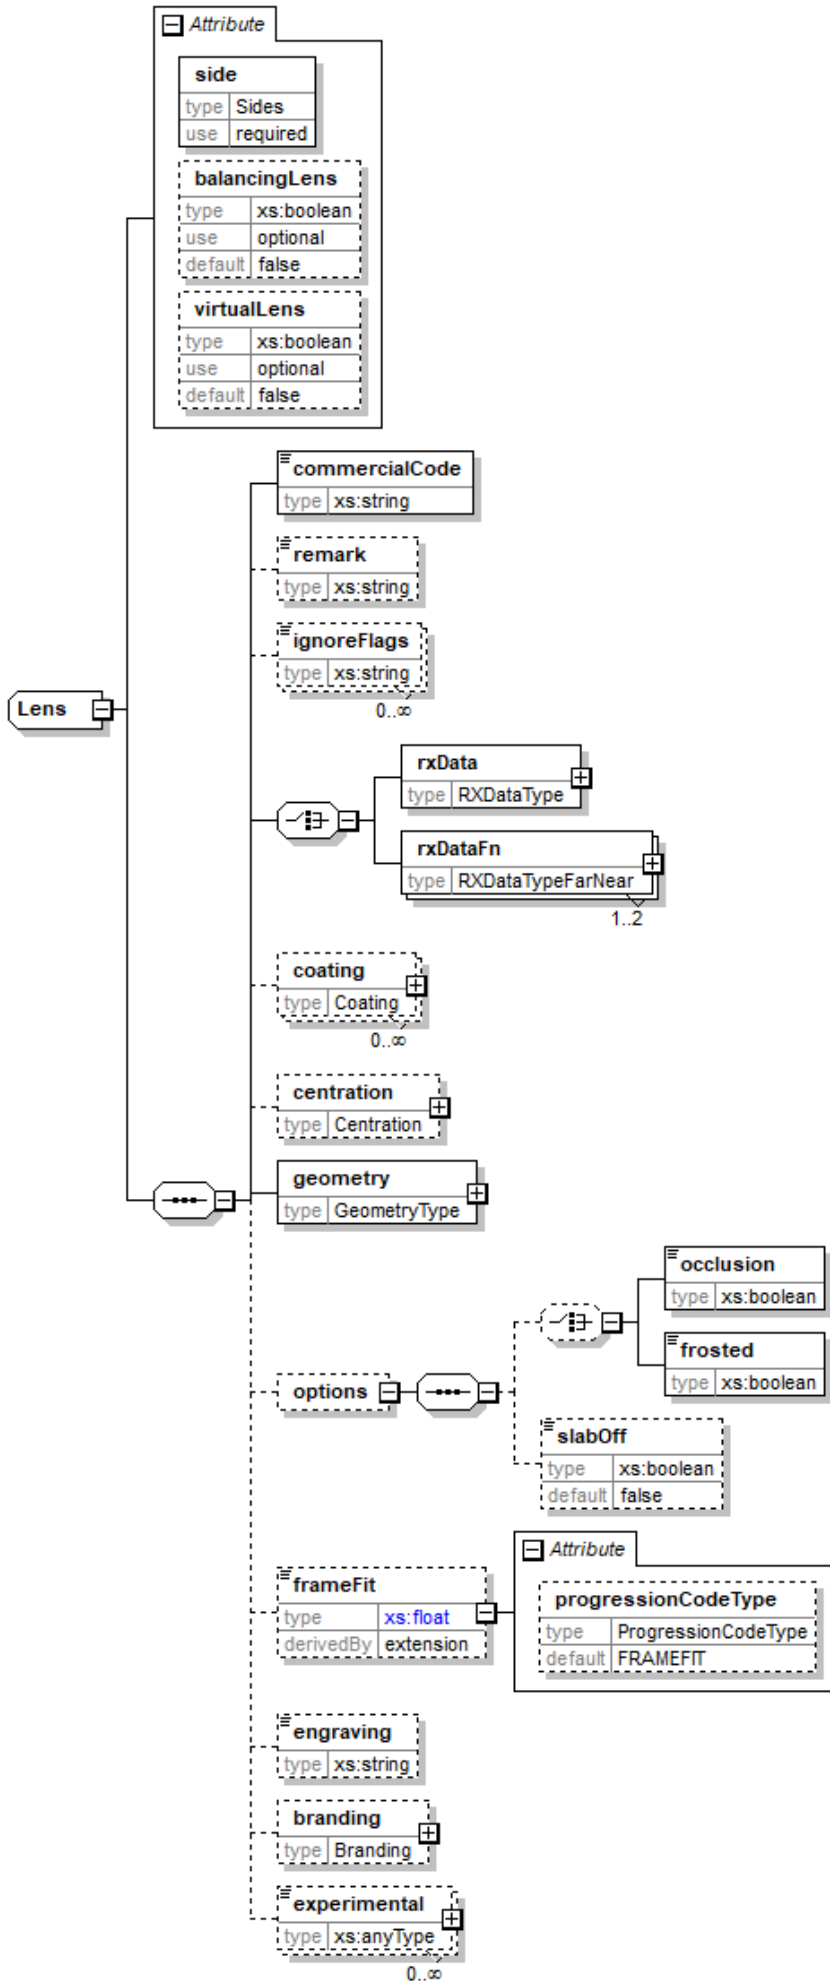 Attribute
side
type Sides
use required
balancingLens
type xs:boolean
use optional
default false
virtualLens
type xs:boolean
use optional
default false
commercialCode
type xs:string
remark
type xs:string
ignoreFlags
type xs:string
0..∞
Lens
rxData
type RXDataType
rxDataFn
type RXDataTypeFarNear
1..2
coating
type Coating
0..∞
centration
type Centration
geometry
type GeometryType
occlusion
type xs:boolean
frosted
type xs:boolean
options
slabOff
type xs:boolean
default false
Attribute
frameFit
type xs:float
derivedBy extension
progressionCodeType
type ProgressionCodeType
default FRAMEFIT
engraving
type xs:string
branding
type Branding
experimental
type xs:anyType
0..∞